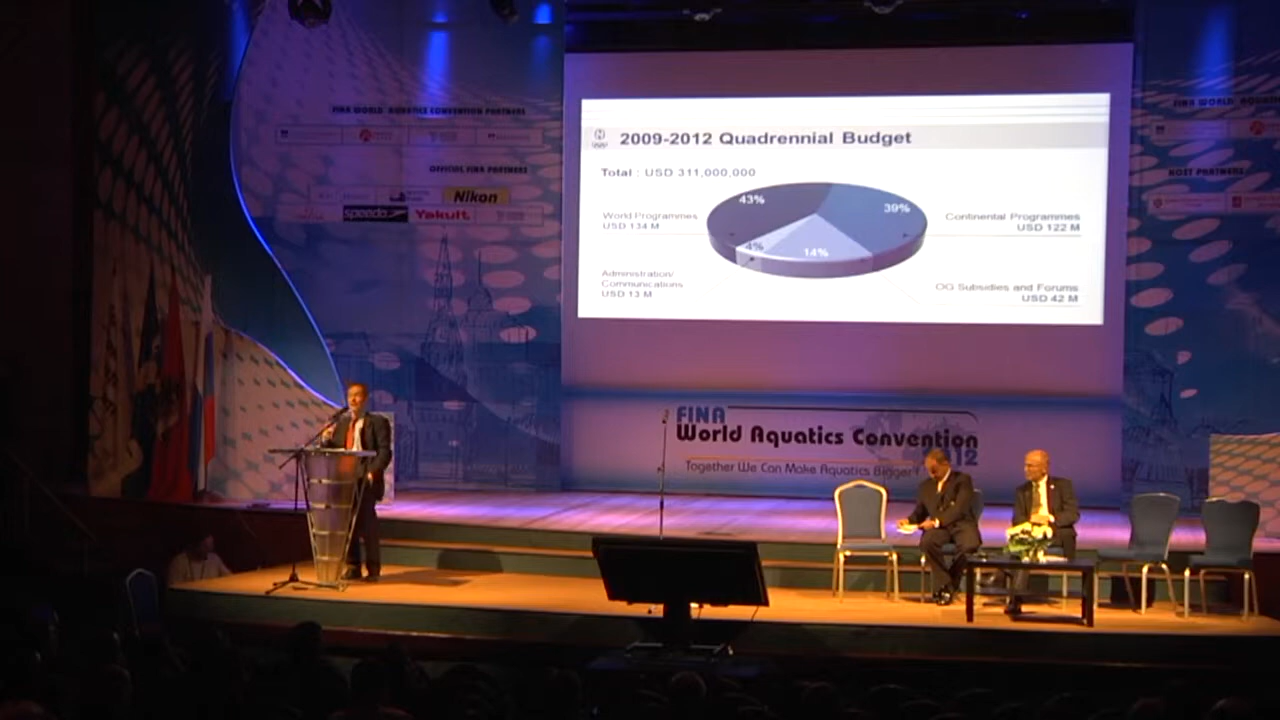 FINA WORLD AQUATICS CONVENTION PARTNERS
OFFICIAL FINA PARTNERS
Nikon
speedo
Yakult
2009-2012 Quadrennial Budget
Total : USD 311,000,000
43%
39%
World Programmes
USD 134 M
Continental Programmes
USD 122 M
4%
14%
Administration/
Communications
USD 13 M
OG Subsidies and Forums
USD 42 M
FINA
World Aquatics Convention
2012
Together We Can Make Aquatics Bigger!
FINA WORLD
HOST PARTNERS